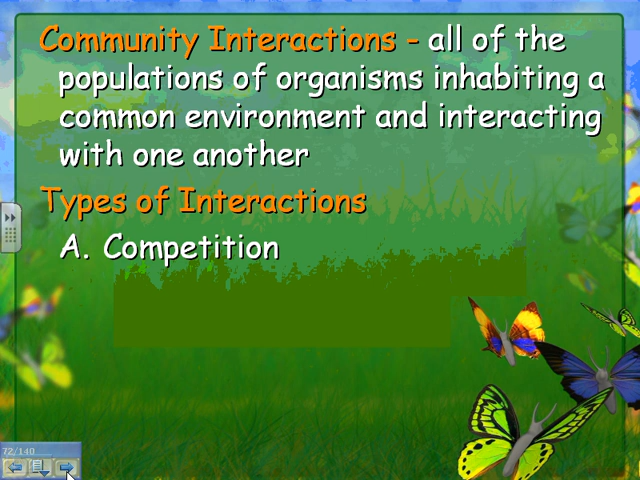 Community Interactions - all of the
populations of organisms inhabiting a
common environment and interacting
with one another
Types of Interactions
A. Competition
72/140